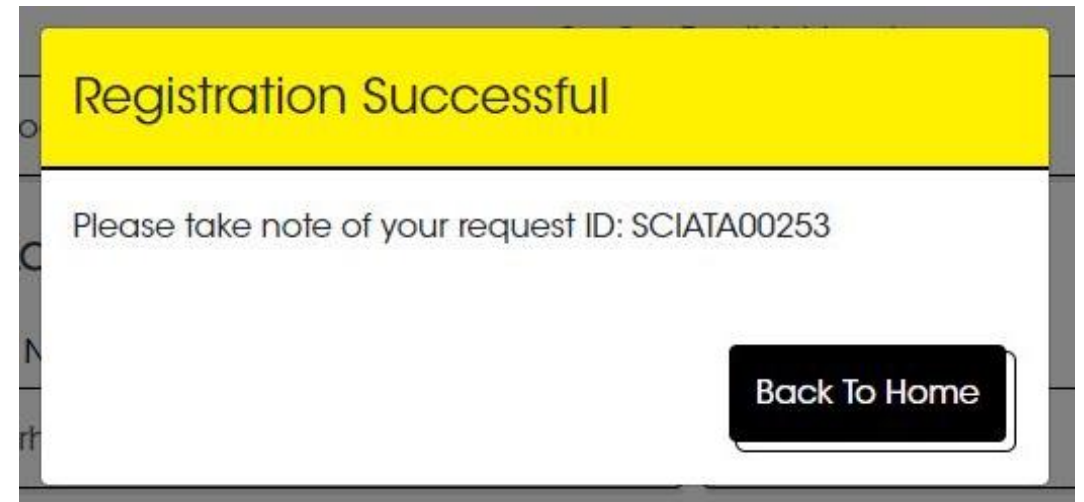 Registration Successful
Please take note of your request ID: SCIATA00253
Back To Home